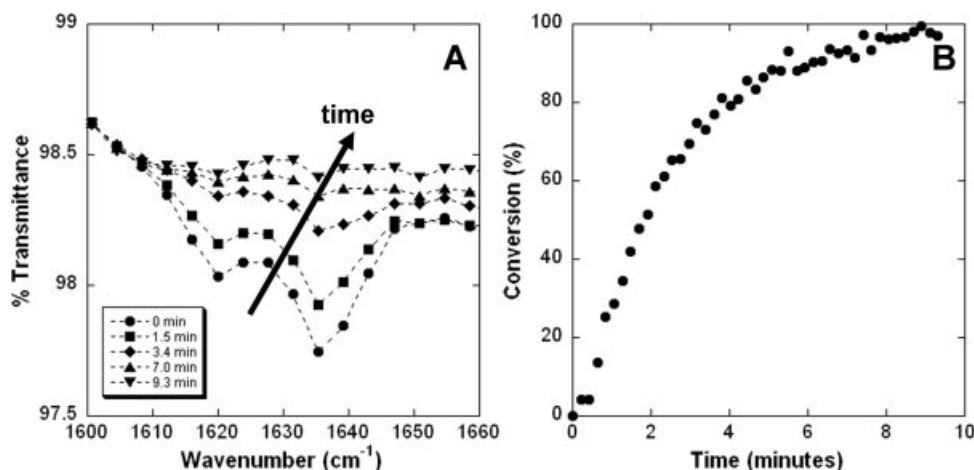 A
time
% Transmittance
99
98.5
98
97.5
0 min
1.5 min
3.4 min
7.0 min
9.3 min
1600 1610 1620 1630 1640 1650 1660
Wavenumber (cm⁻¹)
B
Conversion (%)
100
80
60
40
20
0
0 2 4 6 8 10
Time (minutes)